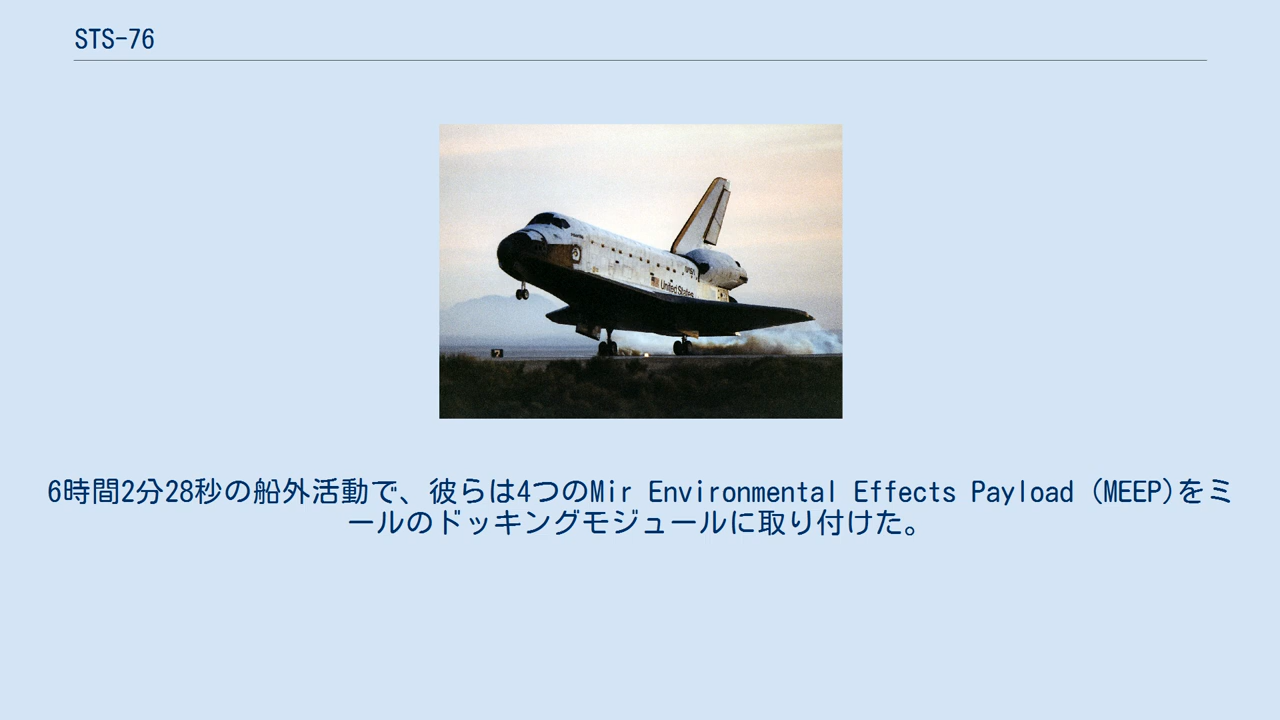 STS-76
United States
6時間2分28秒の船外活動で、彼らは4つのMir Environmental Effects Payload (MEEP)をミ
ールのドッキングモジュールに取り付けた。